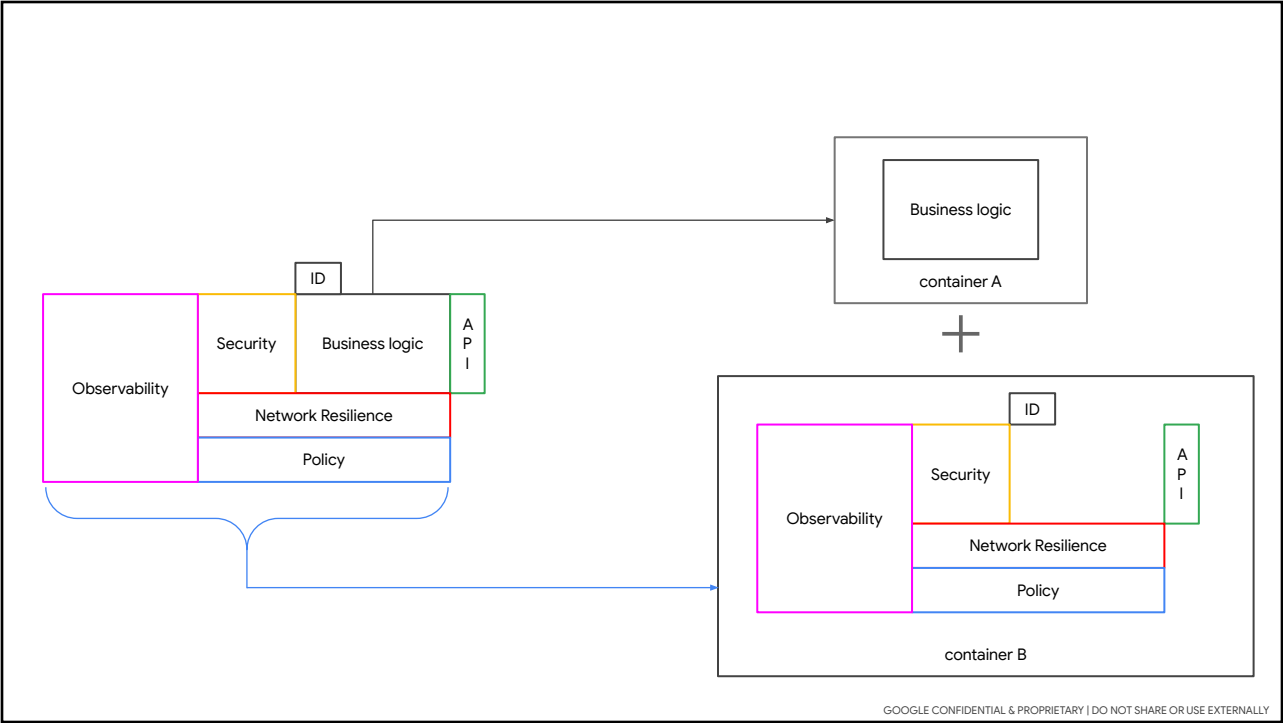 ID
Security
Business logic
A
P
I
Observability
Network Resilience
Policy
Business logic
container A
ID
Security
A
P
I
Observability
Network Resilience
Policy
container B
GOOGLE CONFIDENTIAL & PROPRIETARY | DO NOT SHARE OR USE EXTERNALLY